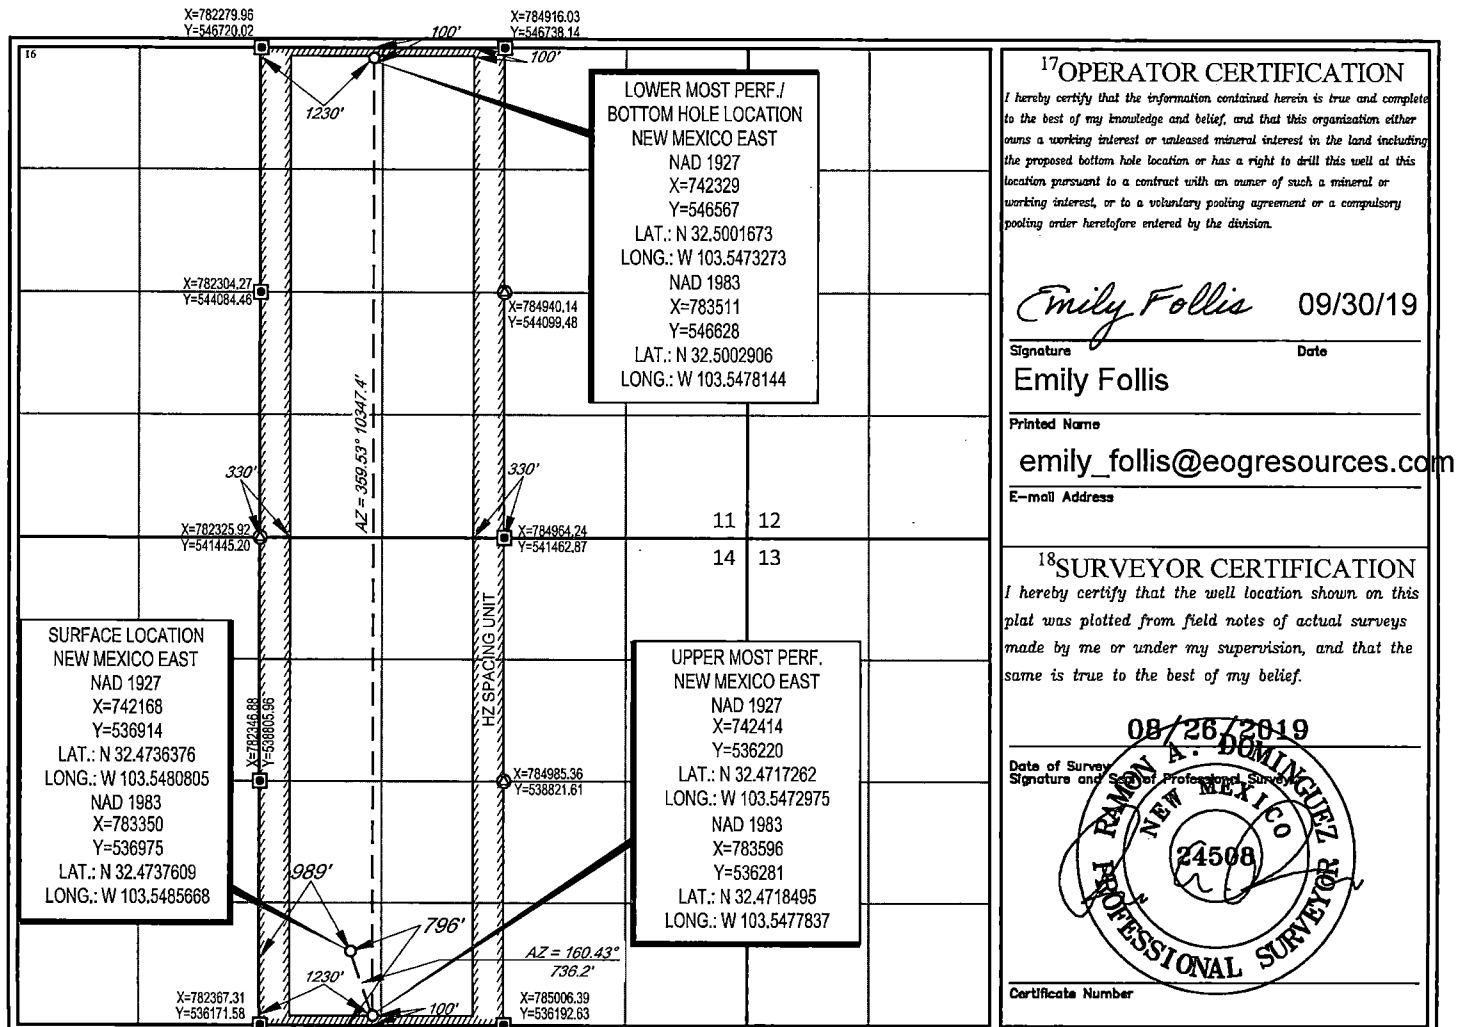 X=782279.95
Y=546720.02
X=784916.03
Y=546738.14
100'
100'
16
1230'
LOWER MOST PERF./
BOTTOM HOLE LOCATION
NEW MEXICO EAST
NAD 1927
X=742329
Y=546567
LAT.: N 32.5001673
LONG.: W 103.5473273
NAD 1983
X=783511
Y=546628
LAT.: N 32.5002906
LONG.: W 103.5478144
X=782304.27
Y=544084.46
X=784940.14
Y=544099.48
AZ = 359.53° 10347.4'
330'
330'
X=782325.92
Y=541445.20
X=784964.24
Y=541462.87
11 12
14 13
HZ SPACING UNIT
SURFACE LOCATION
NEW MEXICO EAST
NAD 1927
X=742168
Y=536914
LAT.: N 32.4736376
LONG.: W 103.5480805
NAD 1983
X=783350
Y=536975
LAT.: N 32.4737609
LONG.: W 103.5485668
X=782346.88
Y=538805.96
X=784985.36
Y=538821.61
UPPER MOST PERF.
NEW MEXICO EAST
NAD 1927
X=742414
Y=536220
LAT.: N 32.4717262
LONG.: W 103.5472975
NAD 1983
X=783596
Y=536281
LAT.: N 32.4718495
LONG.: W 103.5477837
989'
796'
AZ = 160.43°
736.2'
1230'
100'
X=782367.31
Y=536171.58
X=785006.39
Y=536192.63
17OPERATOR CERTIFICATION
I hereby certify that the information contained herein is true and complete
to the best of my knowledge and belief, and that this organization either
owns a working interest or unleased mineral interest in the land including
the proposed bottom hole location or has a right to drill this well at this
location pursuant to a contract with an owner of such a mineral or
working interest, or to a voluntary pooling agreement or a compulsory
pooling order heretofore entered by the division.
Emily Follis 09/30/19
Signature Date
Emily Follis
Printed Name
emily_follis@eogresources.com
E-mail Address
18SURVEYOR CERTIFICATION
I hereby certify that the well location shown on this
plat was plotted from field notes of actual surveys
made by me or under my supervision, and that the
same is true to the best of my belief.
08/26/2019
Date of Survey
Signature and Seal of Professional Surveyor
RAMON A. DOMINGUEZ
NEW MEXICO
24508
PROFESSIONAL SURVEYOR
Certificate Number